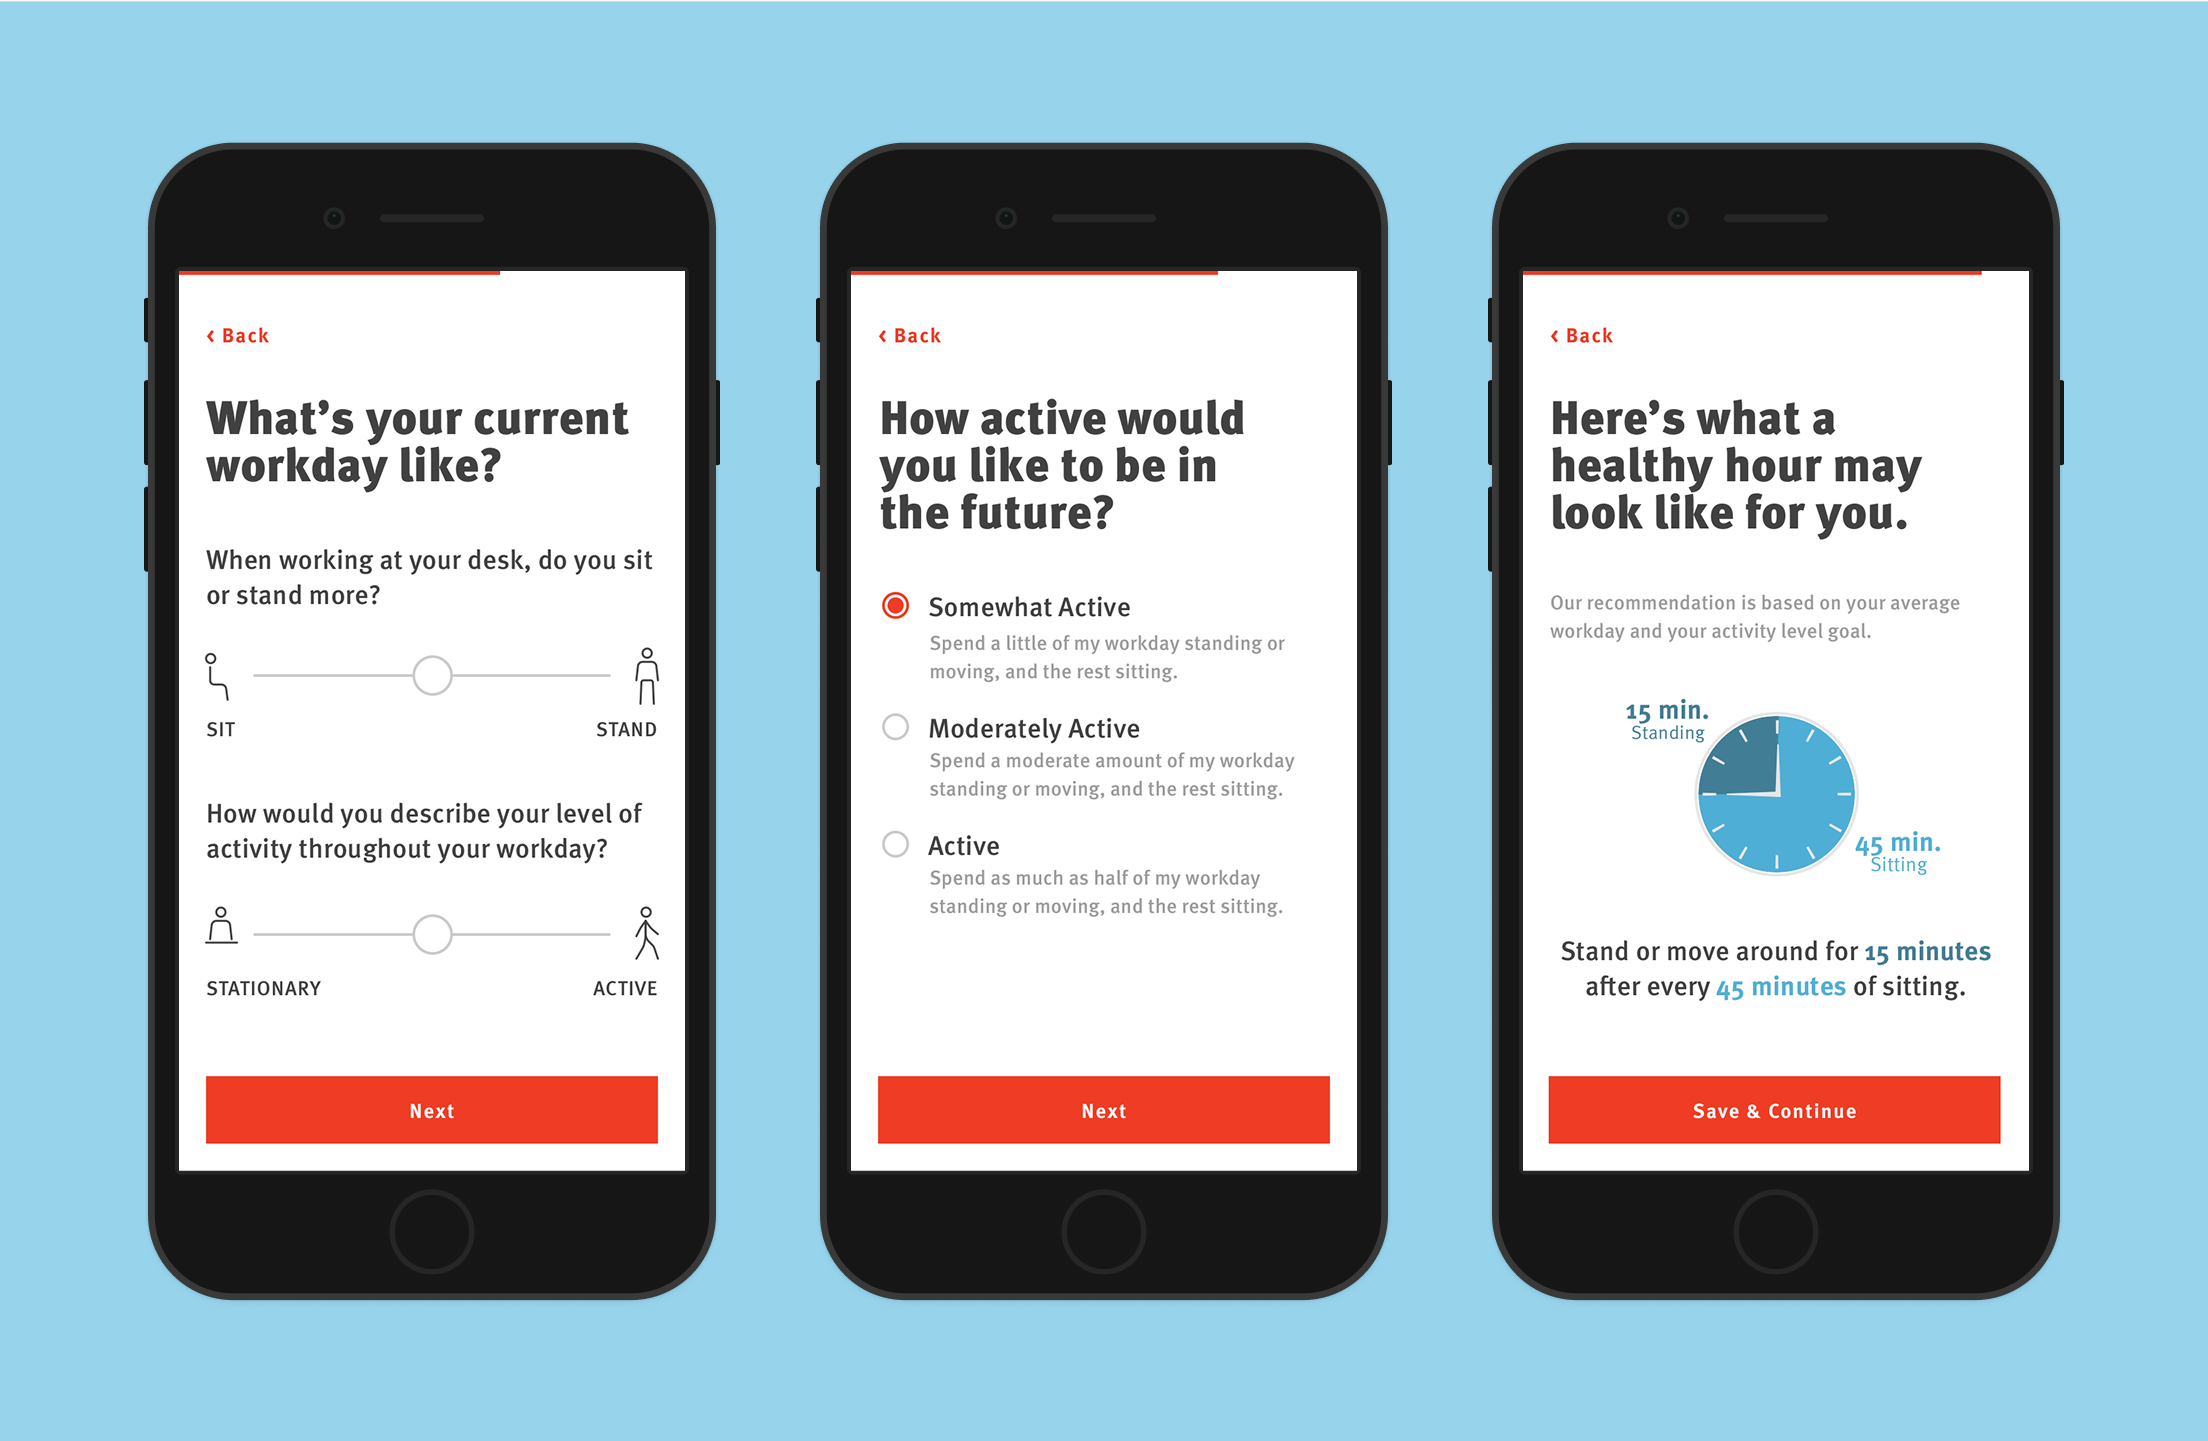 ‹ Back
What’s your current
workday like?
When working at your desk, do you sit
or stand more?
SIT
STAND
How would you describe your level of
activity throughout your workday?
STATIONARY
ACTIVE
Next
‹ Back
How active would
you like to be in
the future?
Somewhat Active
Spend a little of my workday standing or
moving, and the rest sitting.
Moderately Active
Spend a moderate amount of my workday
standing or moving, and the rest sitting.
Active
Spend as much as half of my workday
standing or moving, and the rest sitting.
Next
‹ Back
Here’s what a
healthy hour may
look like for you.
Our recommendation is based on your average
workday and your activity level goal.
15 min.
Standing
45 min.
Sitting
Stand or move around for 15 minutes
after every 45 minutes of sitting.
Save & Continue